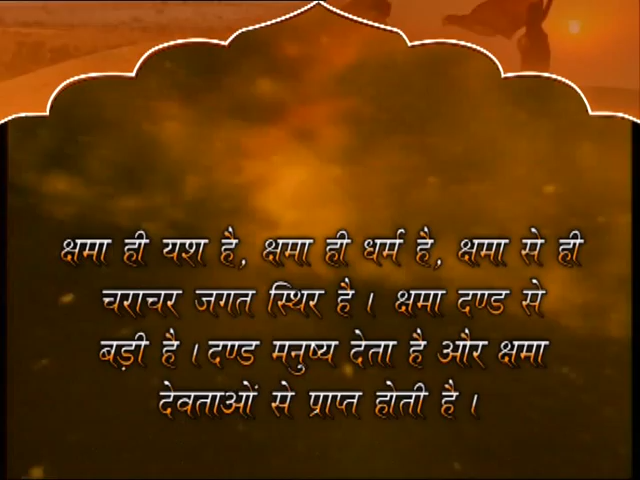 क्षमा ही यश है, क्षमा ही धर्म है, क्षमा से ही
चराचर जगत स्थिर है। क्षमा दण्ड से
बड़ी है। दण्ड मनुष्य देता है और क्षमा
देवताओं से प्राप्त होती है।